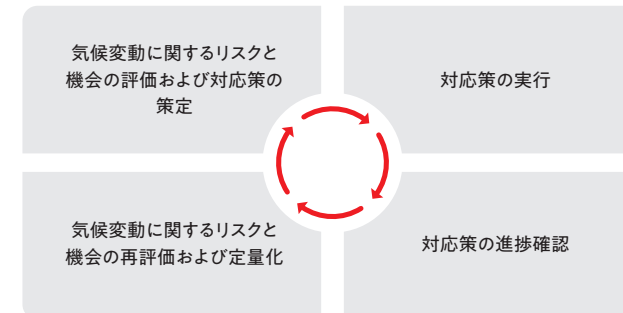 気候変動に関するリスクと
機会の評価および対応策の
策定
対応策の実行
気候変動に関するリスクと
機会の再評価および定量化
対応策の進捗確認